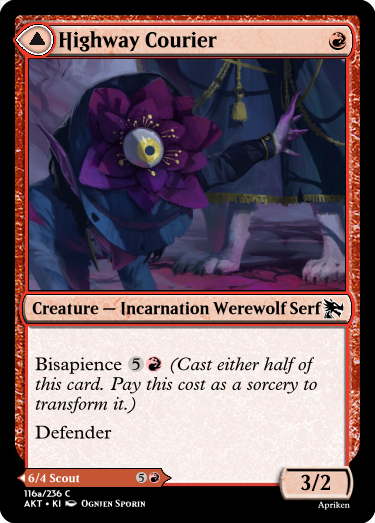 Highway Courier
Creature — Incarnation Werewolf Serf
Bisapience 5 (Cast either half of
this card. Pay this cost as a sorcery to
transform it.)
Defender
6/4 Scout 5
3/2
116a/236 C
AKT • KI Ognjen Sporin
Apriken